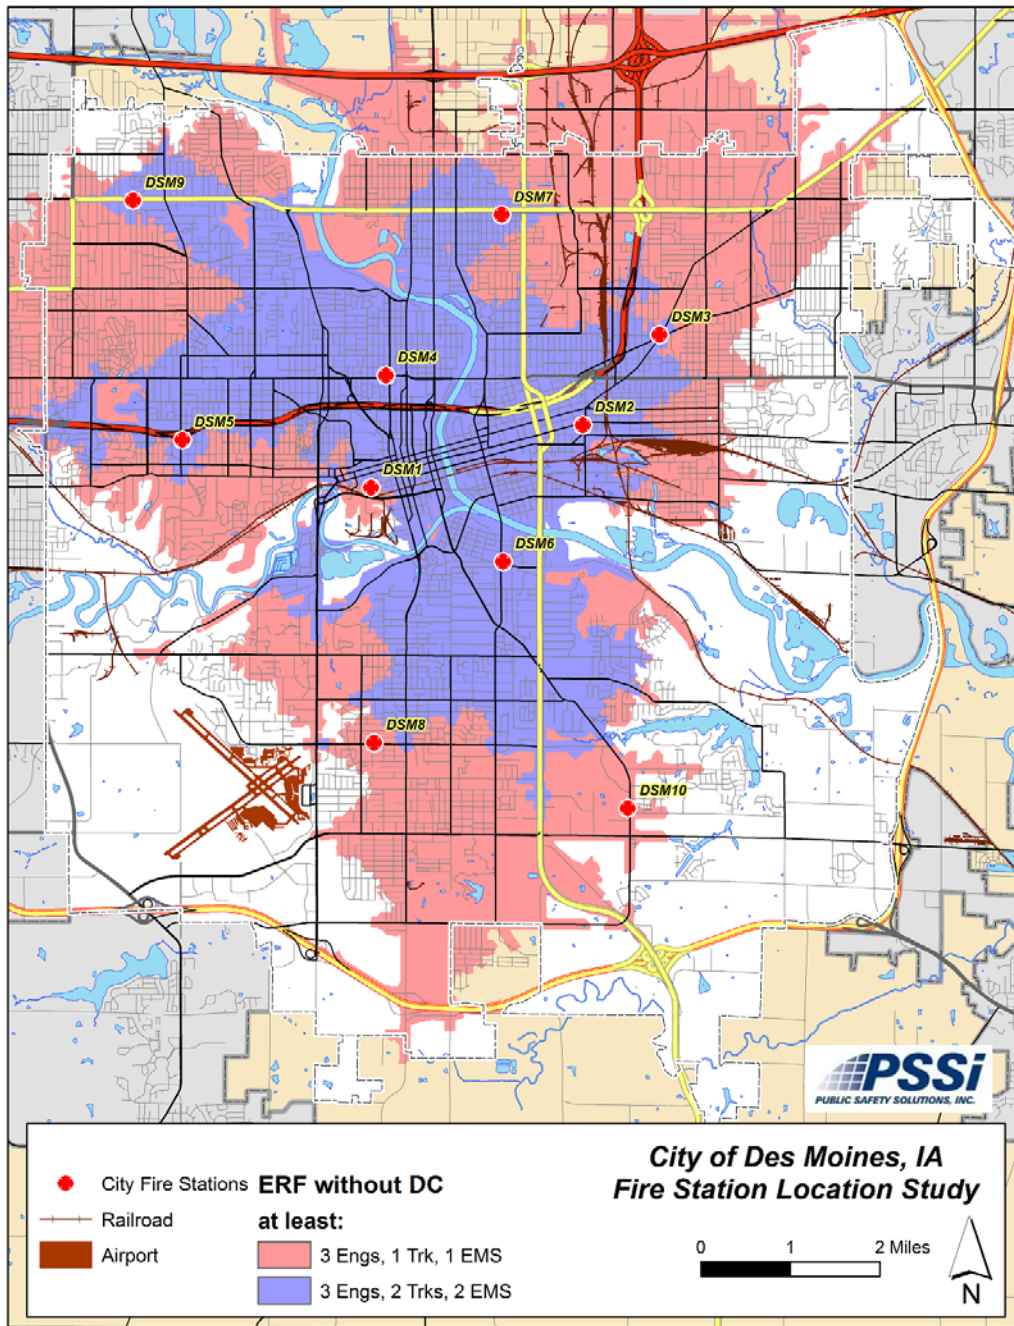 DSM9
DSM7
DSM3
DSM4
DSM2
DSM5
DSM1
DSM6
DSM8
DSM10
PSSi
PUBLIC SAFETY SOLUTIONS, INC.
City of Des Moines, IA
Fire Station Location Study
City Fire Stations
Railroad
Airport
ERF without DC
at least:
3 Engs, 1 Trk, 1 EMS
3 Engs, 2 Trks, 2 EMS
0 1 2 Miles
N